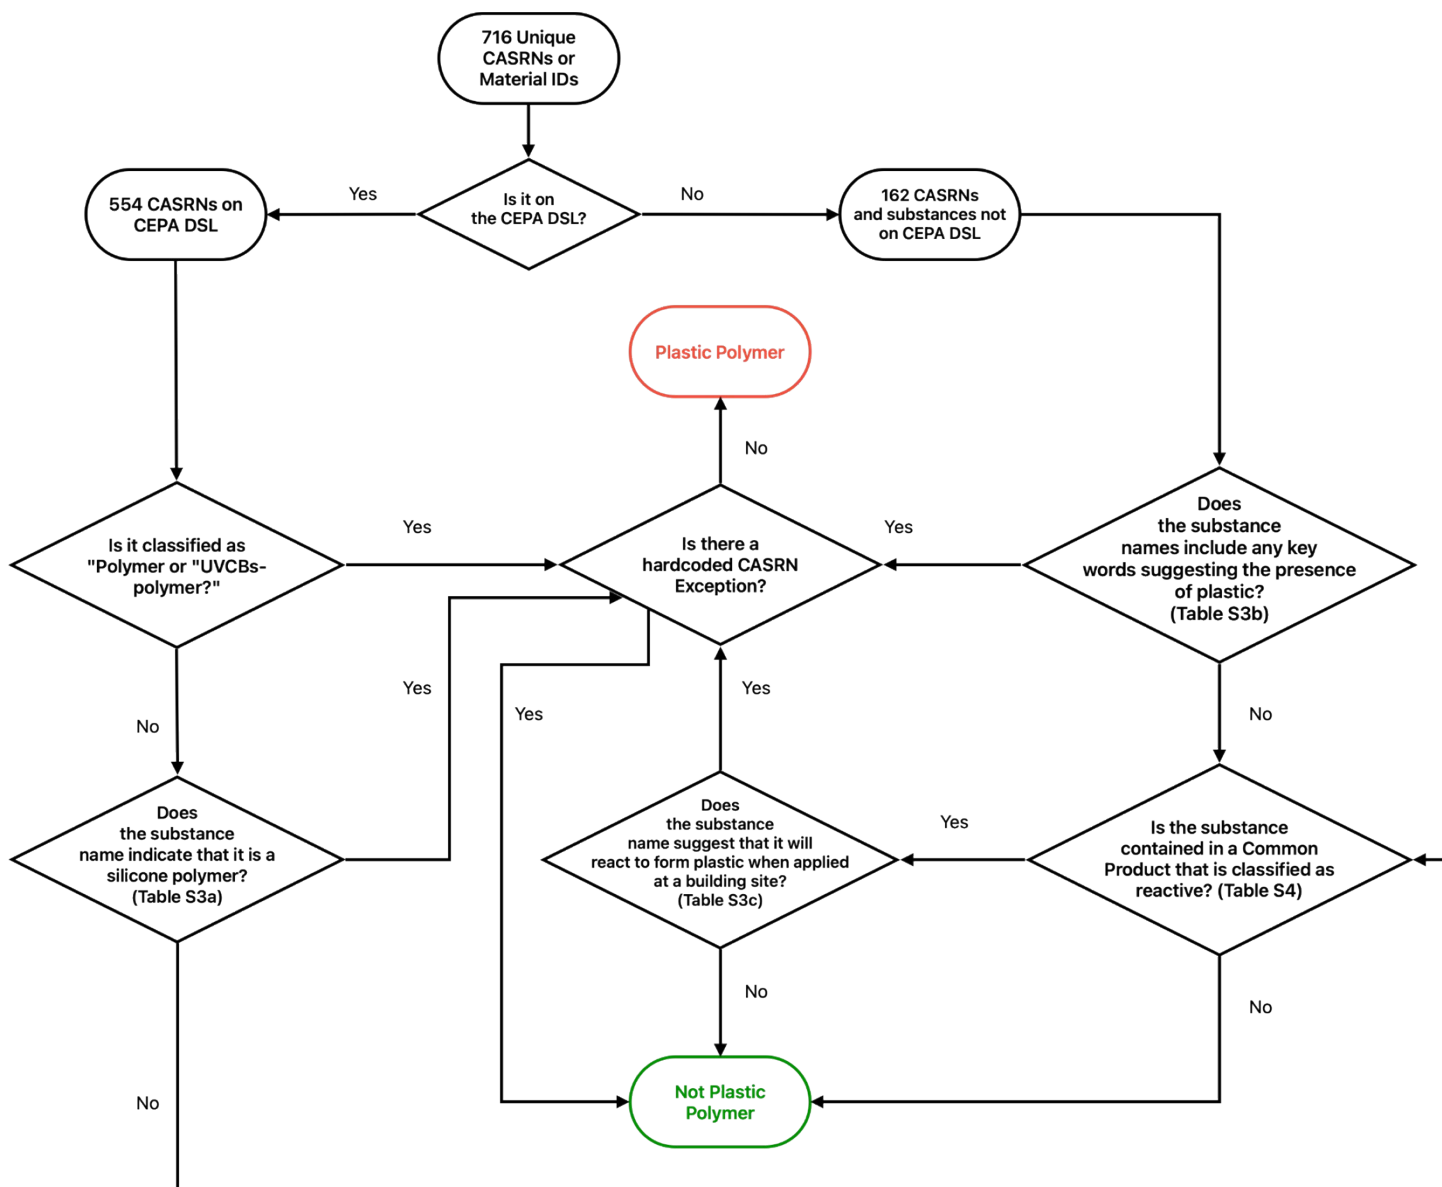 716 Unique
CASRNs or
Material IDs
Is it on
the CEPA DSL?
Yes
No
554 CASRNs on
CEPA DSL
162 CASRNs
and substances not
on CEPA DSL
Plastic Polymer
No
Is it classified as
"Polymer or "UVCBs-
polymer?"
Yes
Is there a
hardcoded CASRN
Exception?
Yes
Does
the substance
names include any key
words suggesting the presence
of plastic?
(Table S3b)
No
Yes
Yes
Yes
No
Does
the substance
name indicate that it is a
silicone polymer?
(Table S3a)
Does
the substance
name suggest that it will
react to form plastic when applied
at a building site?
(Table S3c)
Yes
Is the substance
contained in a Common
Product that is classified as
reactive? (Table S4)
No
No
No
Not Plastic
Polymer